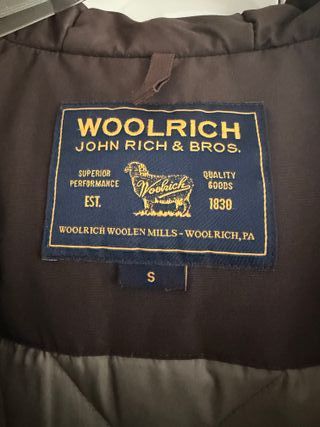 WOOLRICH
JOHN RICH & BROS.
SUPERIOR QUALITY
PERFORMANCE GOODS
Woolrich
EST. 1830
WOOLRICH WOOLEN MILLS - WOOLRICH, PA
S